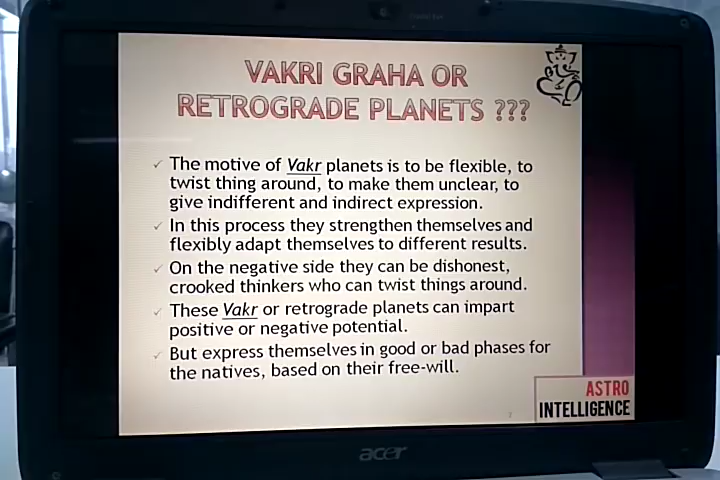 VAKRI GRAHA OR
RETROGRADE PLANETS ???
✓ The motive of Vakr planets is to be flexible, to
twist thing around, to make them unclear, to
give indifferent and indirect expression.
✓ In this process they strengthen themselves and
flexibly adapt themselves to different results.
✓ On the negative side they can be dishonest,
crooked thinkers who can twist things around.
✓ These Vakr or retrograde planets can impart
positive or negative potential.
✓ But express themselves in good or bad phases for
the natives, based on their free-will.
ASTRO
INTELLIGENCE
acer